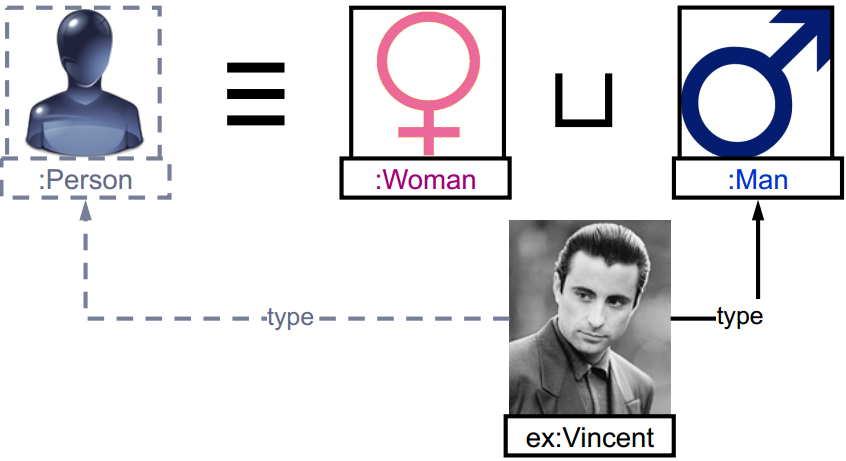 ≡
⊔
:Person
:Woman
:Man
type
type
ex:Vincent